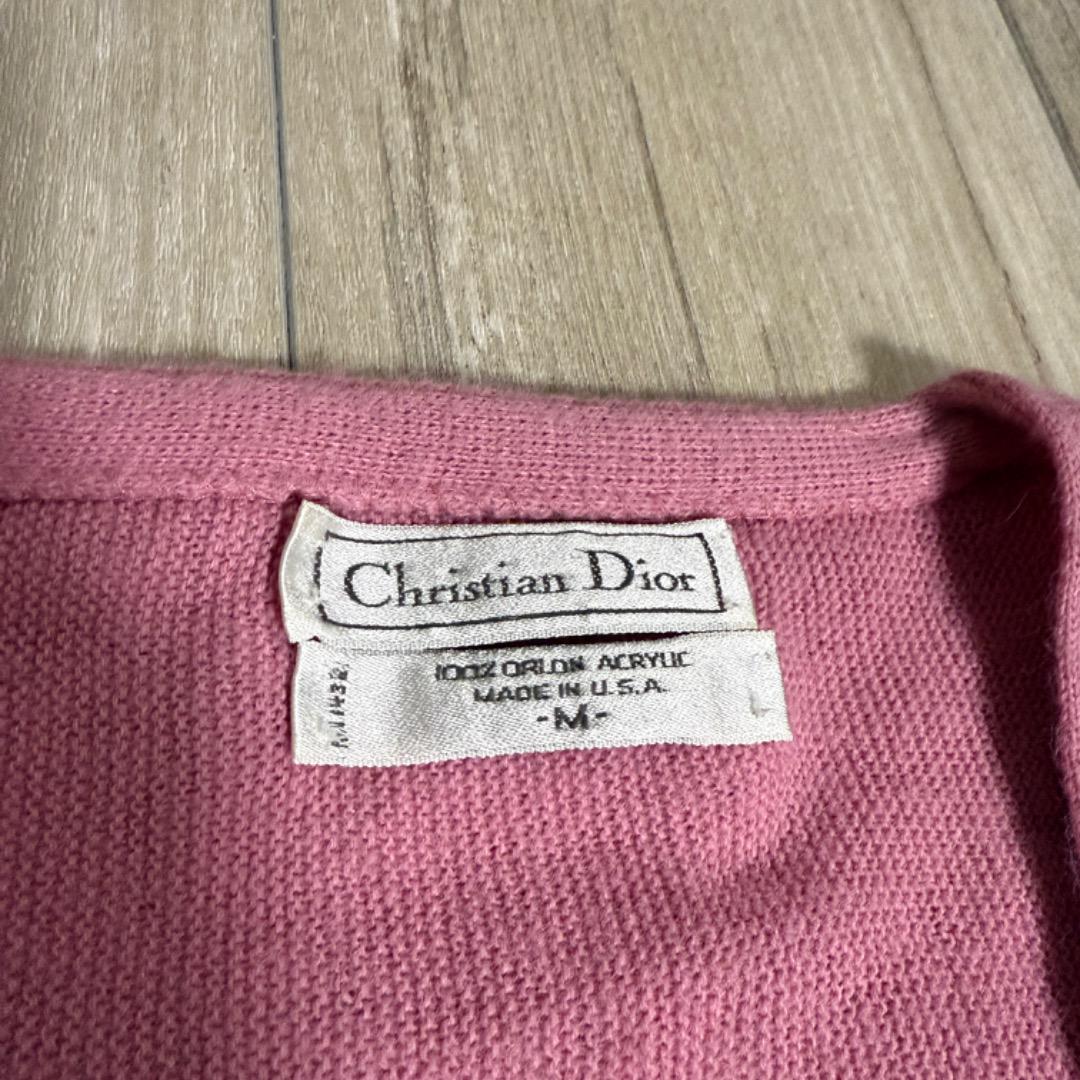 Christian Dior
100% ORLON ACRYLIC
MADE IN U.S.A.
-M-